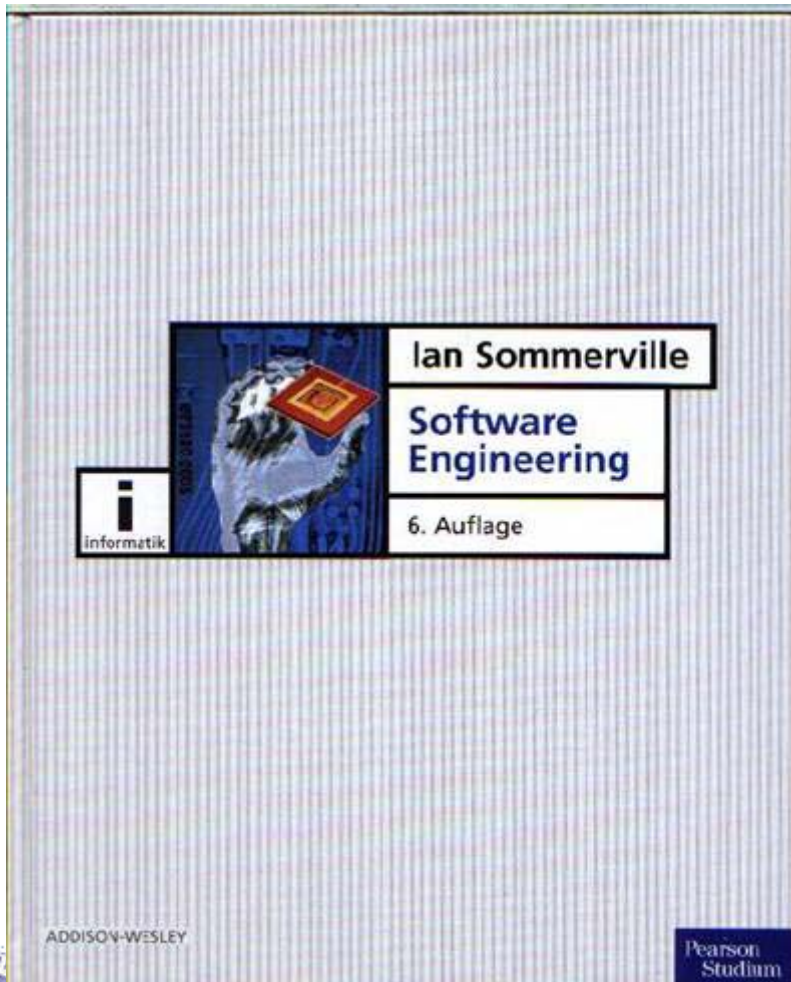 Ian Sommerville
Software
Engineering
6. Auflage
i
informatik
ADDISON-WESLEY
Pearson
Studium